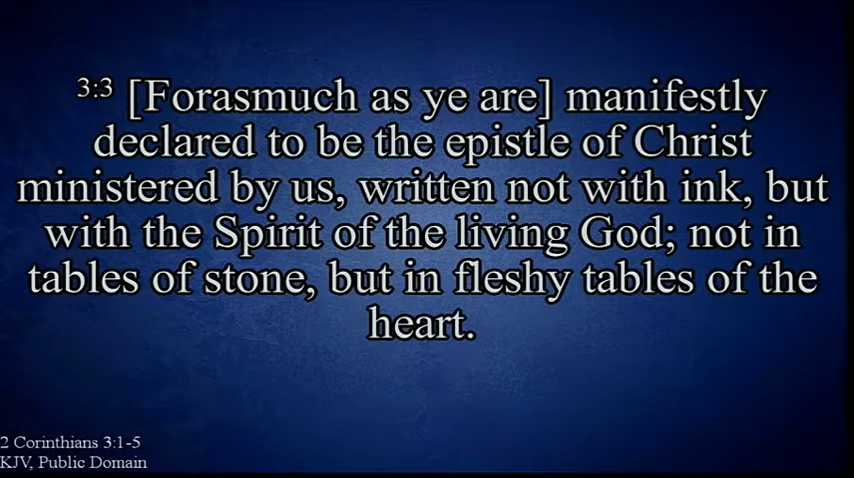 3:3 [Forasmuch as ye are] manifestly
declared to be the epistle of Christ
ministered by us, written not with ink, but
with the Spirit of the living God; not in
tables of stone, but in fleshy tables of the
heart.
2 Corinthians 3:1-5
KJV, Public Domain